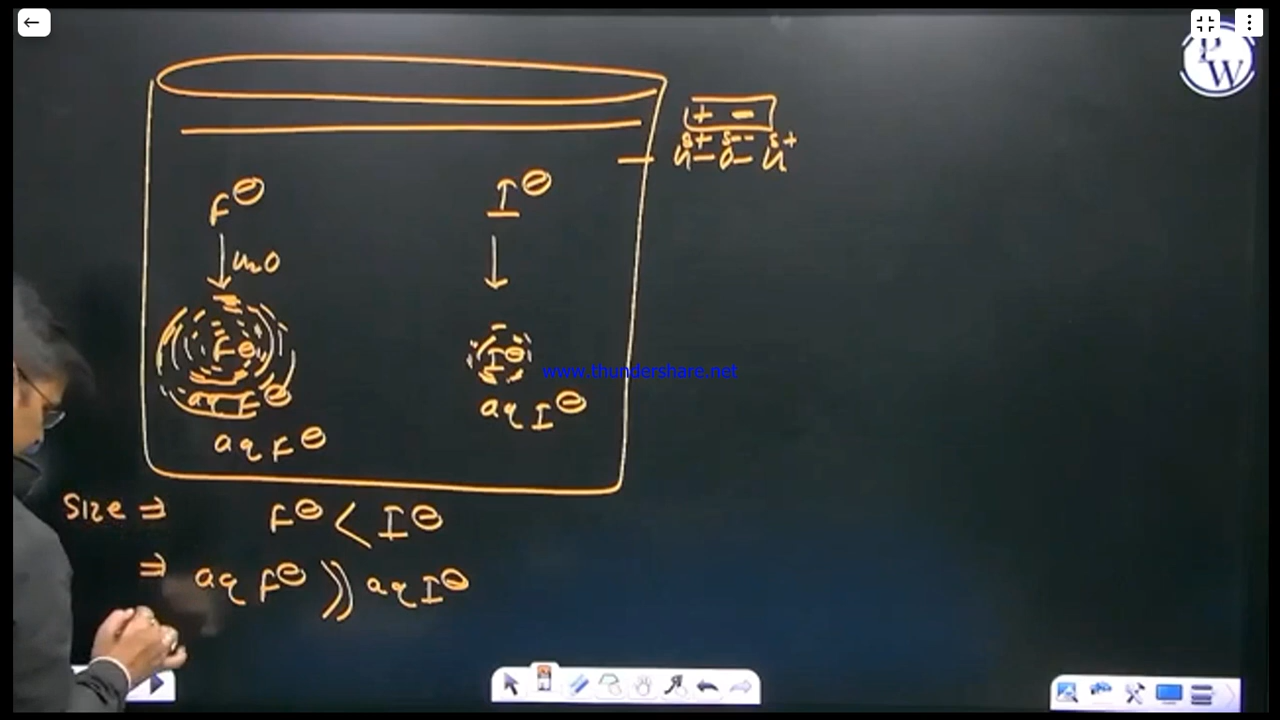 PW
+ -
H^δ+ - O^δ-- - H^δ+
F⊖ I⊖
↓ H2O ↓
F⊖ I⊖
aq F⊖ aq I⊖
aq F⊖
www.thundershare.net
Size ⇒ F⊖ < I⊖
⇒ aq F⊖ >> aq I⊖